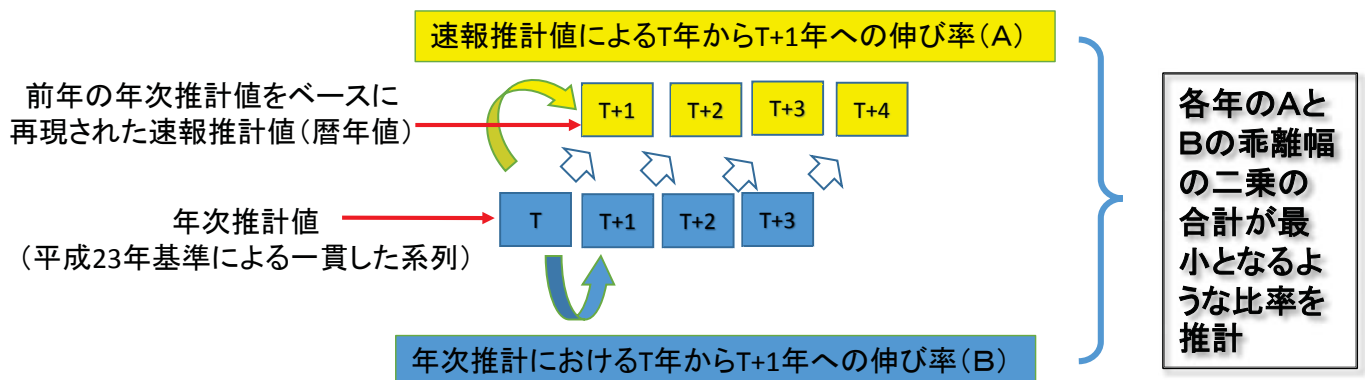 速報推計値によるT年からT+1年への伸び率(A)
前年の年次推計値をベースに
再現された速報推計値(暦年値)
T+1
T+2
T+3
T+4
年次推計値
(平成23年基準による一貫した系列)
T
T+1
T+2
T+3
年次推計におけるT年からT+1年への伸び率(B)
各年のAと
Bの乖離幅
の二乗の
合計が最
小となるよ
うな比率を
推計